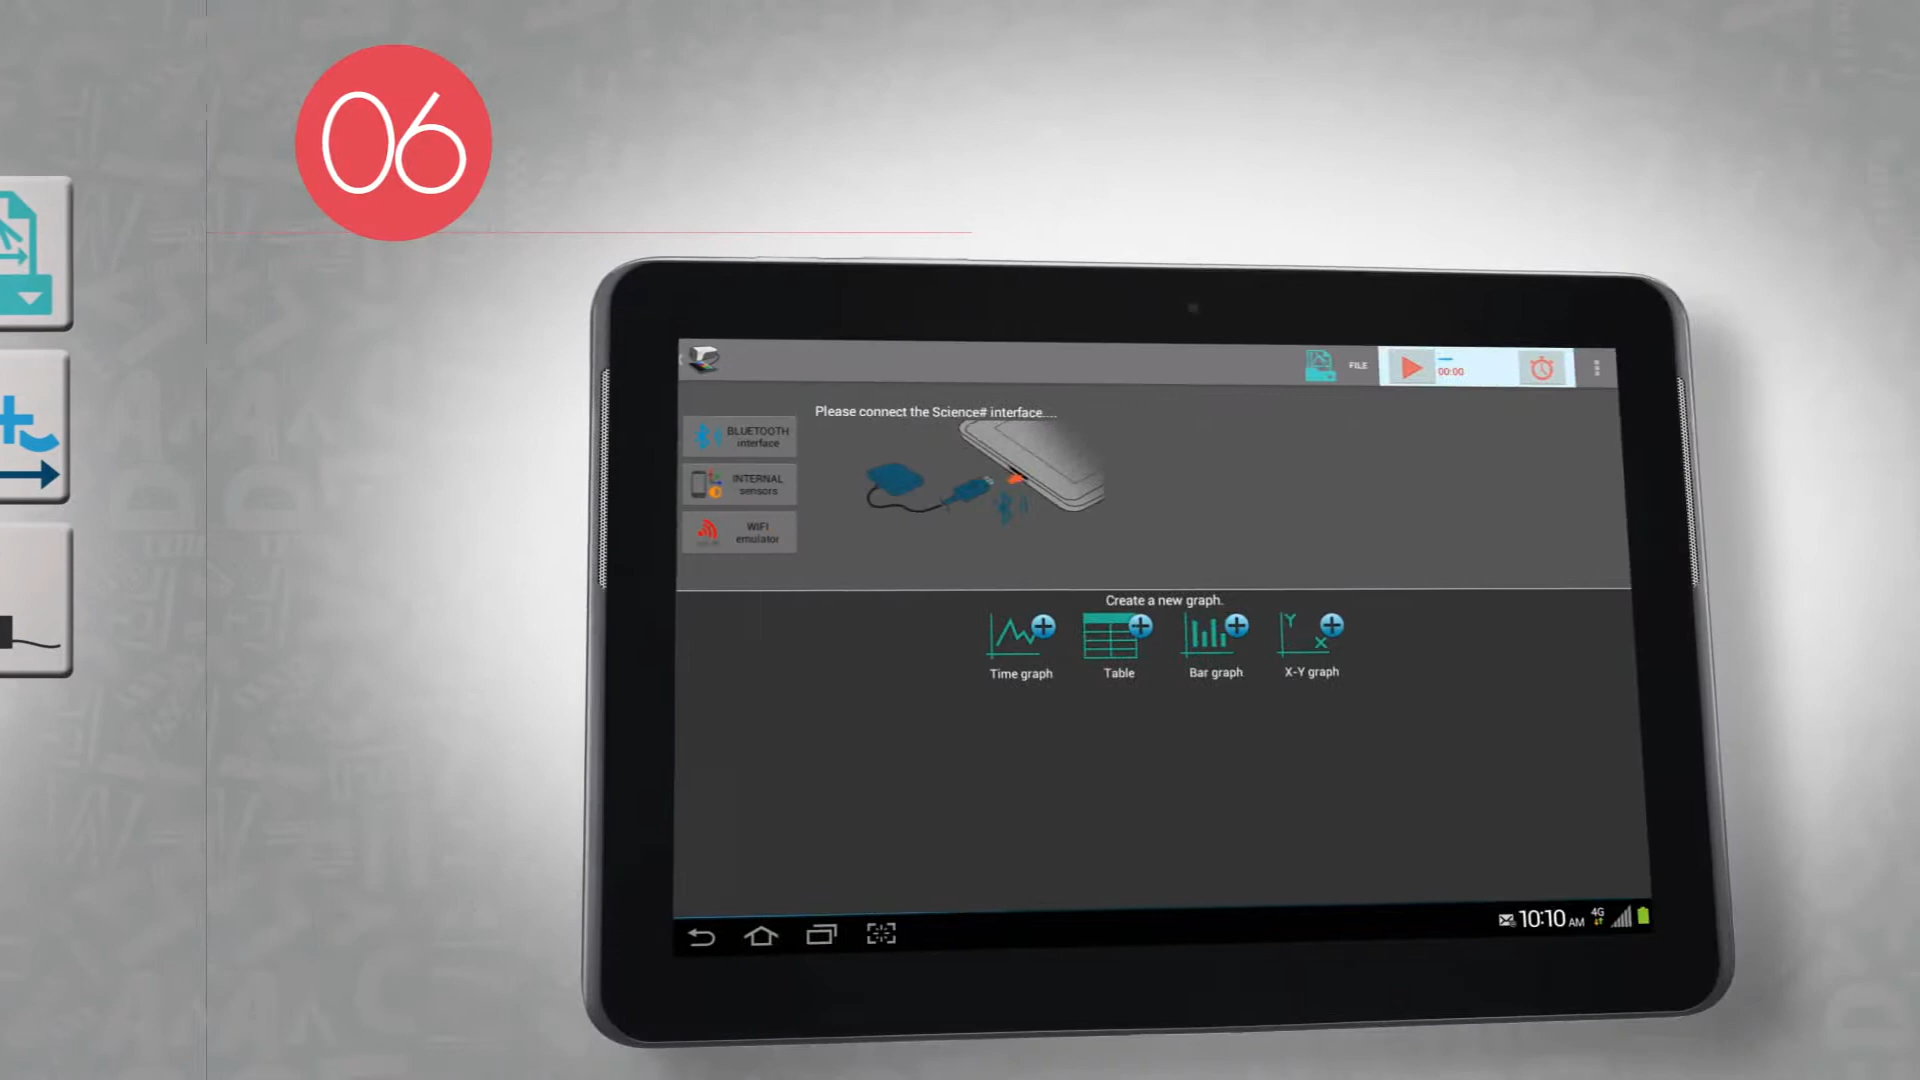 06
FILE
00:00
Please connect the Science# interface....
BLUETOOTH
interface
INTERNAL
sensors
WIFI
emulator
Create a new graph.
Y
X
Time graph
Table
Bar graph
X-Y graph
10:10 AM
4G